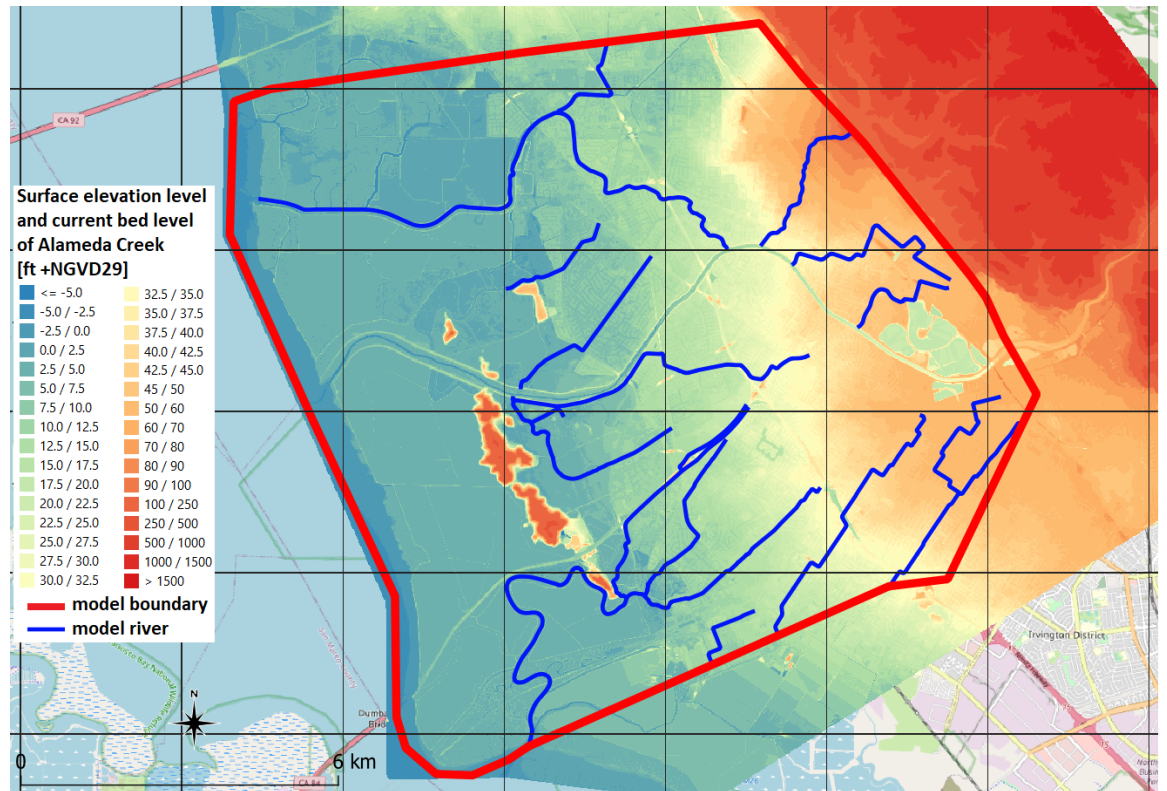 CA 92
Surface elevation level
and current bed level
of Alameda Creek
[ft +NGVD29]
<= -5.0
-5.0 / -2.5
-2.5 / 0.0
0.0 / 2.5
2.5 / 5.0
5.0 / 7.5
7.5 / 10.0
10.0 / 12.5
12.5 / 15.0
15.0 / 17.5
17.5 / 20.0
20.0 / 22.5
22.5 / 25.0
25.0 / 27.5
27.5 / 30.0
30.0 / 32.5
32.5 / 35.0
35.0 / 37.5
37.5 / 40.0
40.0 / 42.5
42.5 / 45.0
45 / 50
50 / 60
60 / 70
70 / 80
80 / 90
90 / 100
100 / 250
250 / 500
500 / 1000
1000 / 1500
> 1500
model boundary
model river
Irvington District
N
Dumb
0
6 km
CA 84